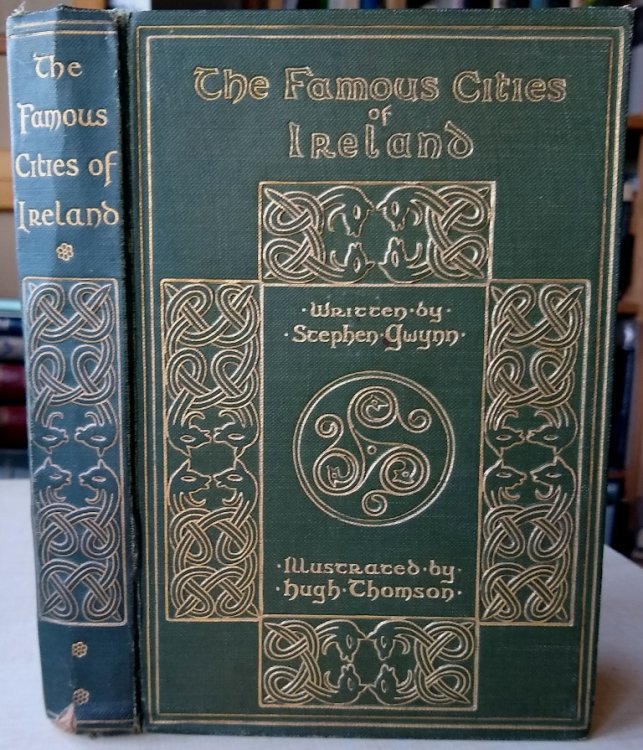 The
Famous
Cities of
Ireland
The Famous Cities
of
Ireland
·Written·by·
·Stephen·Gwynn·
·Illustrated·by·
·Hugh·Thomson·